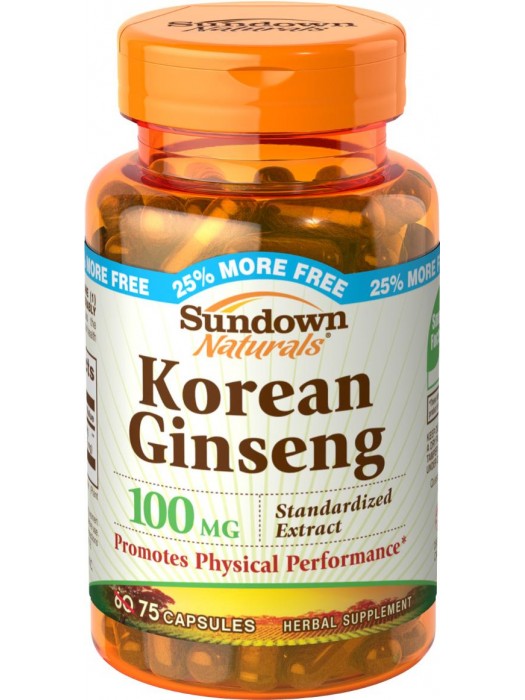 Sundown
Naturals
MORE FREE 25% MORE FREE 25% MORE
Sundown
Naturals®
Korean
Ginseng
100 MG
Standardized
Extract
Promotes Physical Performance*
60 75 CAPSULES HERBAL SUPPLEMENT